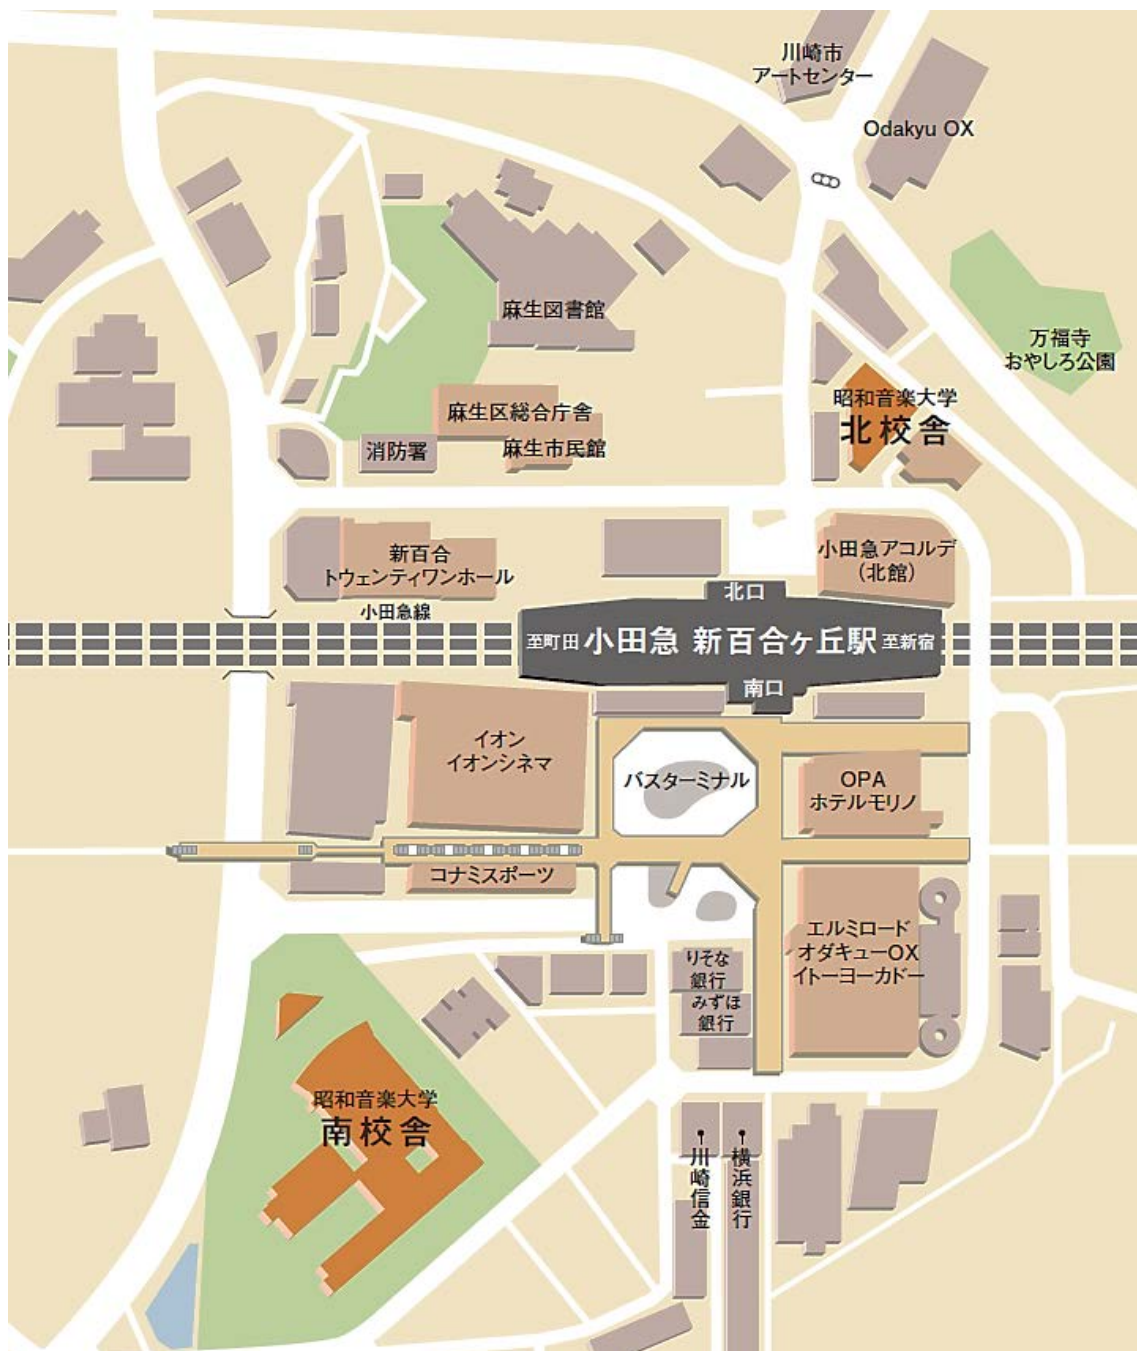 川崎市
アートセンター
Odakyu OX
麻生図書館
万福寺
おやしろ公園
昭和音楽大学
北校舎
麻生区総合庁舎
麻生市民館
消防署
新百合
トウェンティワンホール
小田急アコルデ
（北館）
小田急線
北口
至町田 小田急 新百合ヶ丘駅 至新宿
南口
イオン
イオンシネマ
バスターミナル
OPA
ホテルモリノ
コナミスポーツ
エルミロード
オダキューOX
イトーヨーカドー
りそな
銀行
みずほ
銀行
昭和音楽大学
南校舎
川崎信金
横浜銀行